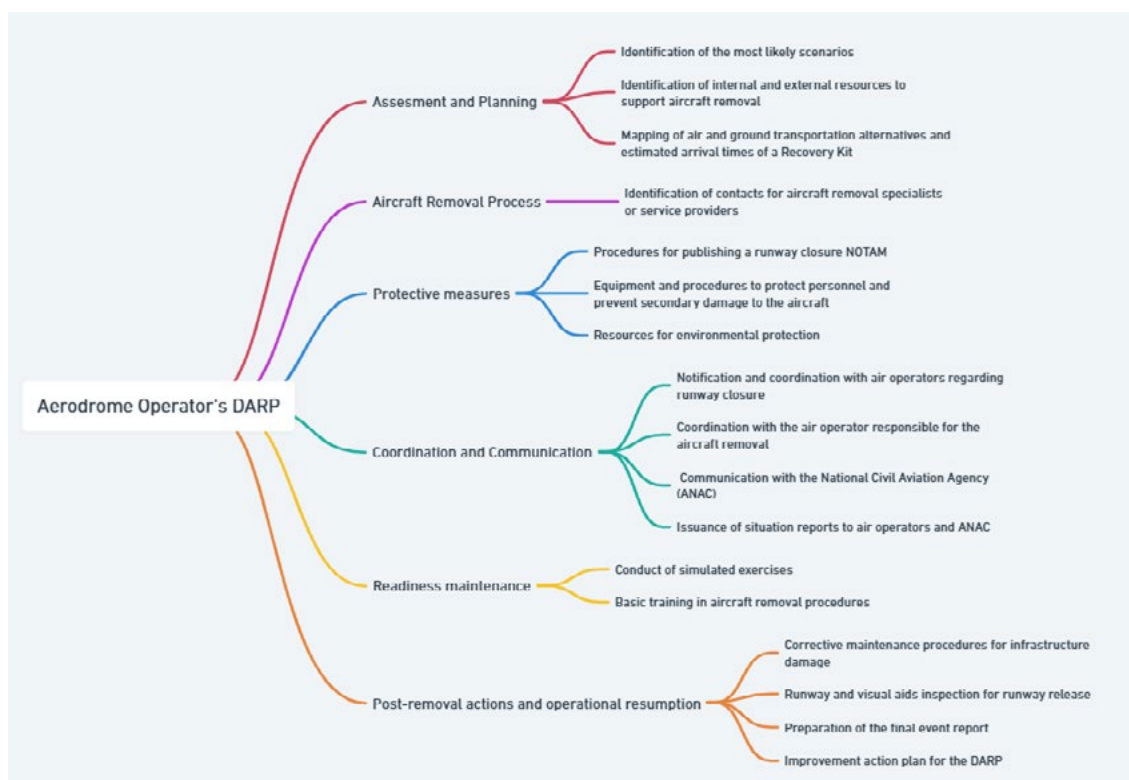 Identification of the most likely scenarios
Identification of internal and external resources to
support aircraft removal
Assesment and Planning
Mapping of air and ground transportation alternatives and
estimated arrival times of a Recovery Kit
Aircraft Removal Process
Identification of contacts for aircraft removal specialists
or service providers
Procedures for publishing a runway closure NOTAM
Protective measures
Equipment and procedures to protect personnel and
prevent secondary damage to the aircraft
Resources for environmental protection
Aerodrome Operator's DARP
Notification and coordination with air operators regarding
runway closure
Coordination with the air operator responsible for the
aircraft removal
Coordination and Communication
Communication with the National Civil Aviation Agency
(ANAC)
Issuance of situation reports to air operators and ANAC
Conduct of simulated exercises
Readiness maintenance
Basic training in aircraft removal procedures
Corrective maintenance procedures for infrastructure
damage
Runway and visual aids inspection for runway release
Post-removal actions and operational resumption
Preparation of the final event report
Improvement action plan for the DARP